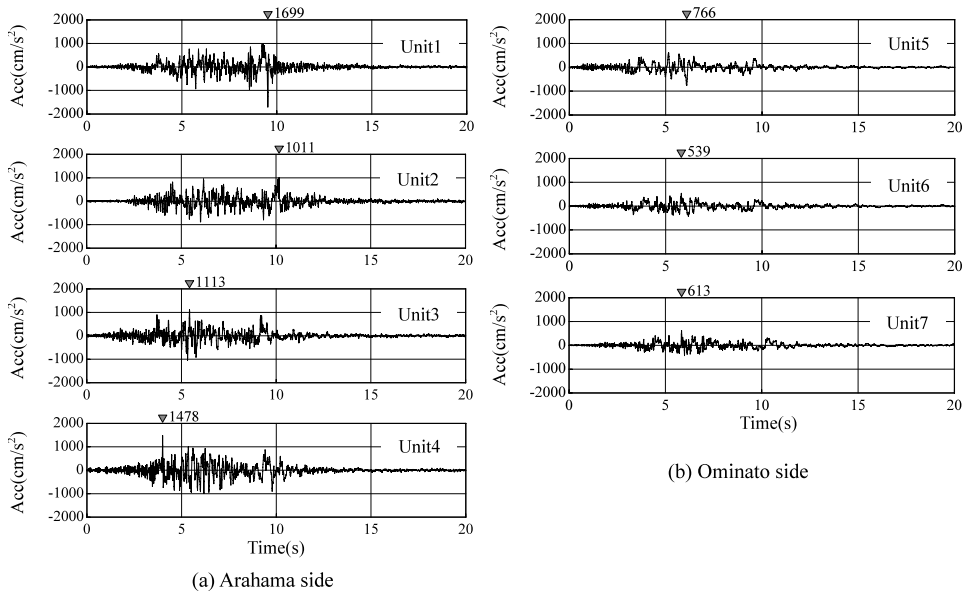 1699
Acc(cm/s²)
2000
1000
0
-1000
-2000
Unit1
0 5 10 15 20
1011
Acc(cm/s²)
2000
1000
0
-1000
-2000
Unit2
0 5 10 15 20
1113
Acc(cm/s²)
2000
1000
0
-1000
-2000
Unit3
0 5 10 15 20
1478
Acc(cm/s²)
2000
1000
0
-1000
-2000
Unit4
0 5 10 15 20
Time(s)
(a) Arahama side
766
Acc(cm/s²)
2000
1000
0
-1000
-2000
Unit5
0 5 10 15 20
539
Acc(cm/s²)
2000
1000
0
-1000
-2000
Unit6
0 5 10 15 20
613
Acc(cm/s²)
2000
1000
0
-1000
-2000
Unit7
0 5 10 15 20
Time(s)
(b) Ominato side